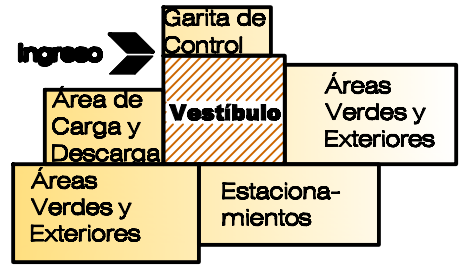 Garita de
Control
Ingreso
Área de
Carga y
Descarga
Vestíbulo
Áreas
Verdes y
Exteriores
Áreas
Verdes y
Exteriores
Estaciona-
mientos